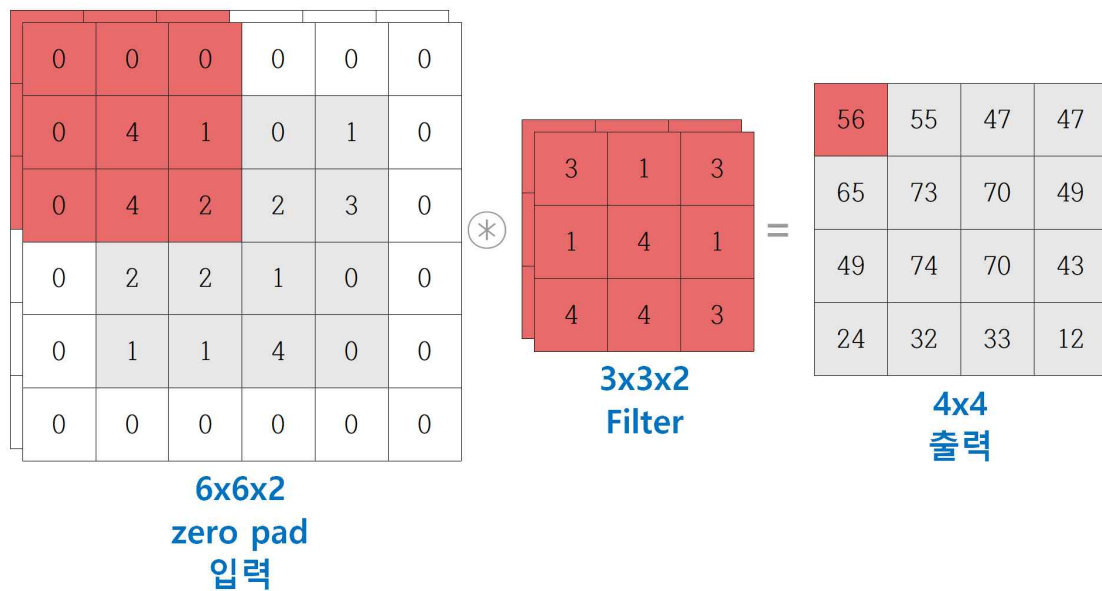 0 0 0 0 0 0
0 4 1 0 1 0
0 4 2 2 3 0
0 2 2 1 0 0
0 1 1 4 0 0
0 0 0 0 0 0
6x6x2
zero pad
입력
⊛
3 1 3
1 4 1
4 4 3
3x3x2
Filter
=
56 55 47 47
65 73 70 49
49 74 70 43
24 32 33 12
4x4
출력